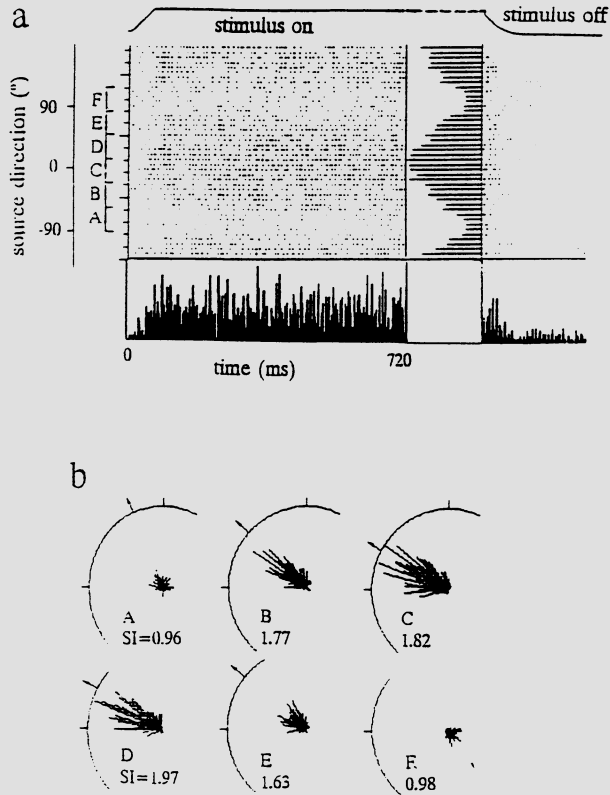 a
stimulus on
stimulus off
source direction (°)
90
0
-90
F
E
D
C
B
A
0
720
time (ms)
b
A
SI=0.96
B
1.77
C
1.82
D
SI=1.97
E
1.63
F
0.98